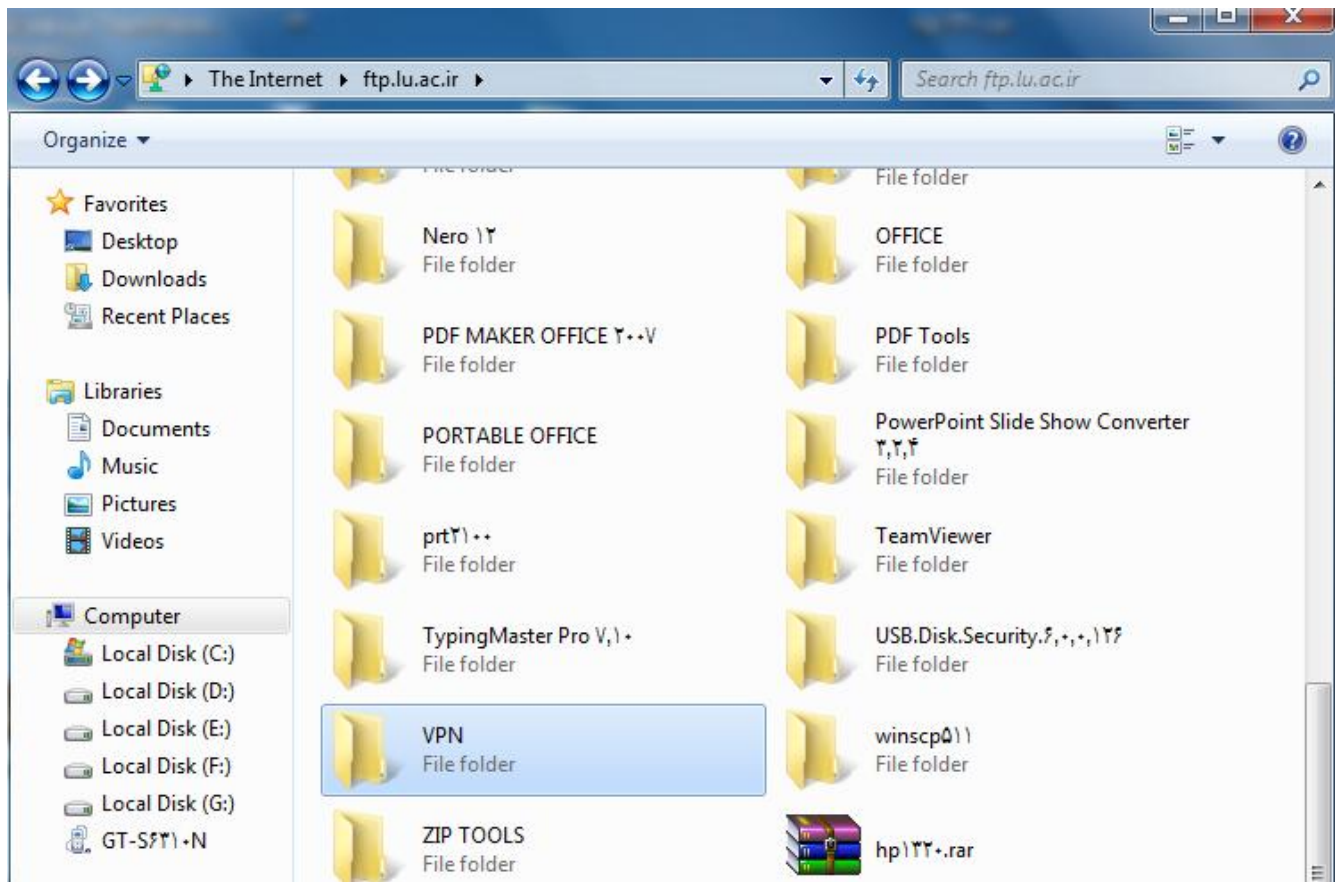 The Internet ftp.lu.ac.ir
Search ftp.lu.ac.ir
Organize
Favorites
Desktop
Downloads
Recent Places
Libraries
Documents
Music
Pictures
Videos
Computer
Local Disk (C:)
Local Disk (D:)
Local Disk (E:)
Local Disk (F:)
Local Disk (G:)
GT-S۶۳۱۰N
File folder
File folder
Nero ۱۲
File folder
OFFICE
File folder
PDF MAKER OFFICE ۲۰۰۷
File folder
PDF Tools
File folder
PORTABLE OFFICE
File folder
PowerPoint Slide Show Converter
۳,۲,۴
File folder
prt۳۱۰۰
File folder
TeamViewer
File folder
TypingMaster Pro ۷,۱۰
File folder
USB.Disk.Security.۶,۰,۰,۱۲۶
File folder
VPN
File folder
winscp۵۱۱
File folder
ZIP TOOLS
File folder
hp۱۳۲۰.rar